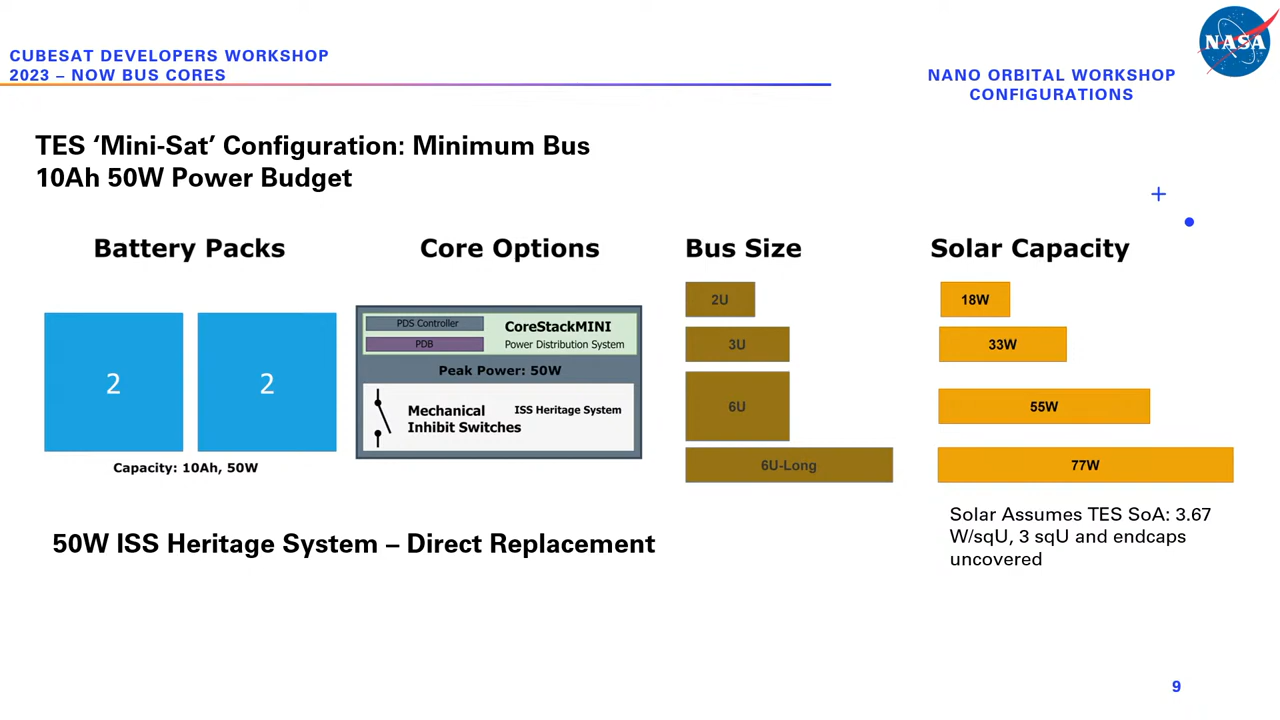 CUBESAT DEVELOPERS WORKSHOP
2023 – NOW BUS CORES
NASA
NANO ORBITAL WORKSHOP
CONFIGURATIONS
TES ‘Mini-Sat’ Configuration: Minimum Bus
10Ah 50W Power Budget
Battery Packs
2
2
Capacity: 10Ah, 50W
Core Options
PDS Controller
PDB
CoreStackMINI
Power Distribution System
Peak Power: 50W
Mechanical
Inhibit Switches
ISS Heritage System
Bus Size
2U
3U
6U
6U-Long
Solar Capacity
18W
33W
55W
77W
Solar Assumes TES SoA: 3.67
W/sqU, 3 sqU and endcaps
uncovered
50W ISS Heritage System – Direct Replacement
9